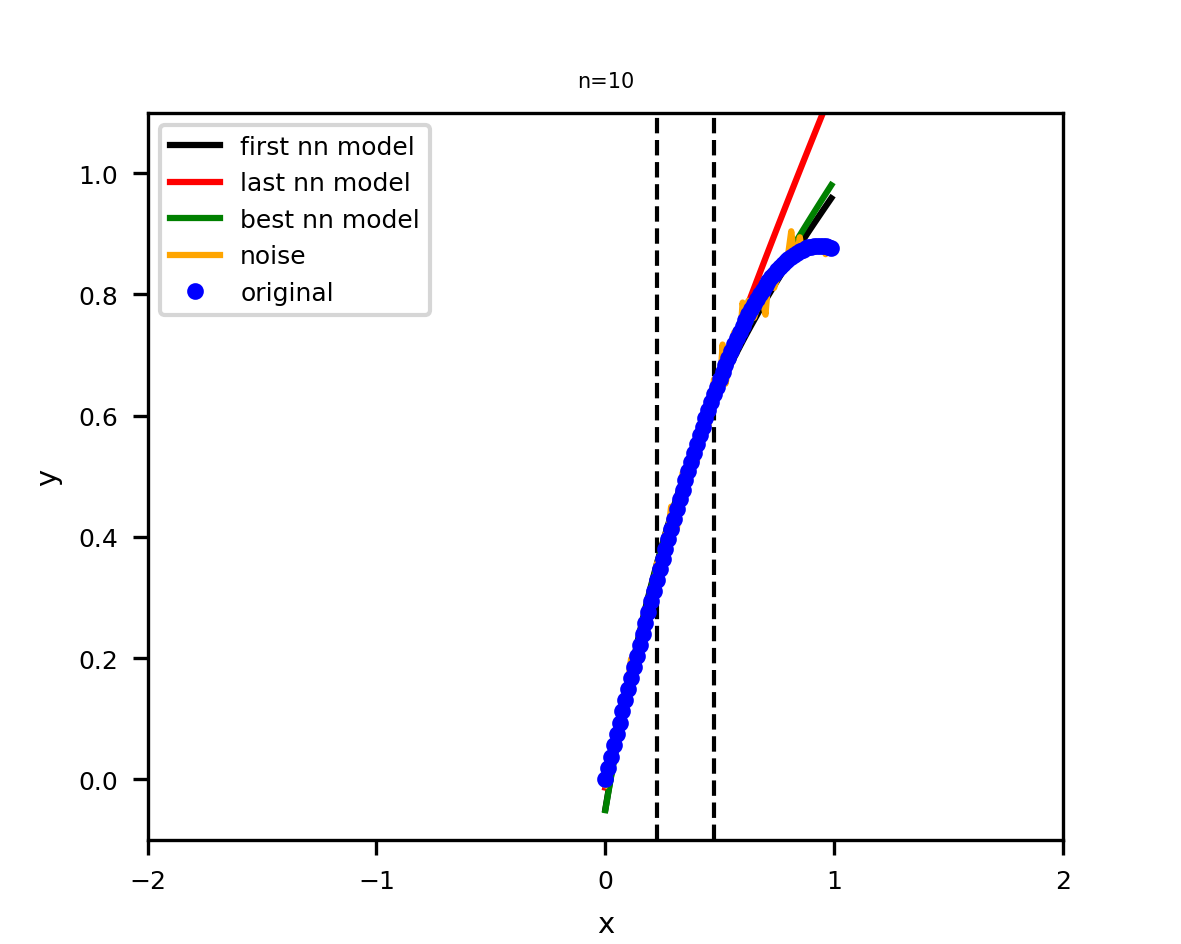 n=10
first nn model
last nn model
best nn model
noise
original
1.0
0.8
0.6
0.4
0.2
0.0
y
−2
−1
0
1
2
x